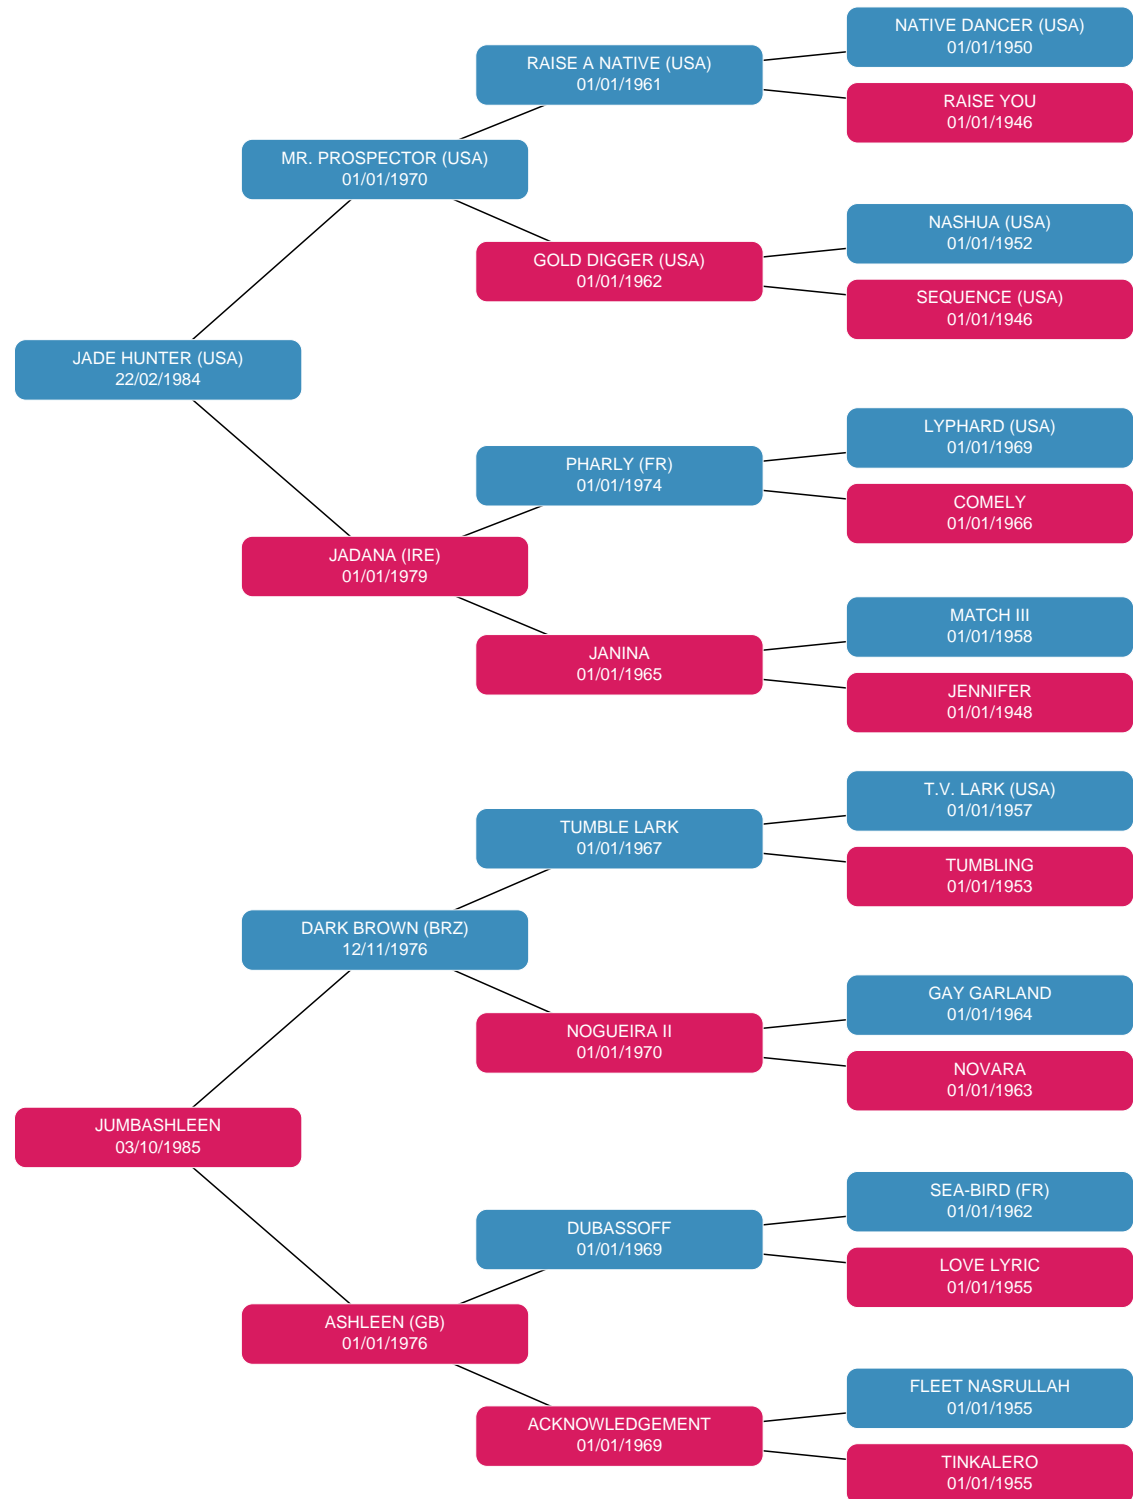 NATIVE DANCER (USA)
01/01/1950
RAISE A NATIVE (USA)
01/01/1961
RAISE YOU
01/01/1946
MR. PROSPECTOR (USA)
01/01/1970
NASHUA (USA)
01/01/1952
GOLD DIGGER (USA)
01/01/1962
SEQUENCE (USA)
01/01/1946
JADE HUNTER (USA)
22/02/1984
LYPHARD (USA)
01/01/1969
PHARLY (FR)
01/01/1974
COMELY
01/01/1966
JADANA (IRE)
01/01/1979
MATCH III
01/01/1958
JANINA
01/01/1965
JENNIFER
01/01/1948
T.V. LARK (USA)
01/01/1957
TUMBLE LARK
01/01/1967
TUMBLING
01/01/1953
DARK BROWN (BRZ)
12/11/1976
GAY GARLAND
01/01/1964
NOGUEIRA II
01/01/1970
NOVARA
01/01/1963
JUMBASHLEEN
03/10/1985
SEA-BIRD (FR)
01/01/1962
DUBASSOFF
01/01/1969
LOVE LYRIC
01/01/1955
ASHLEEN (GB)
01/01/1976
FLEET NASRULLAH
01/01/1955
ACKNOWLEDGEMENT
01/01/1969
TINKALERO
01/01/1955